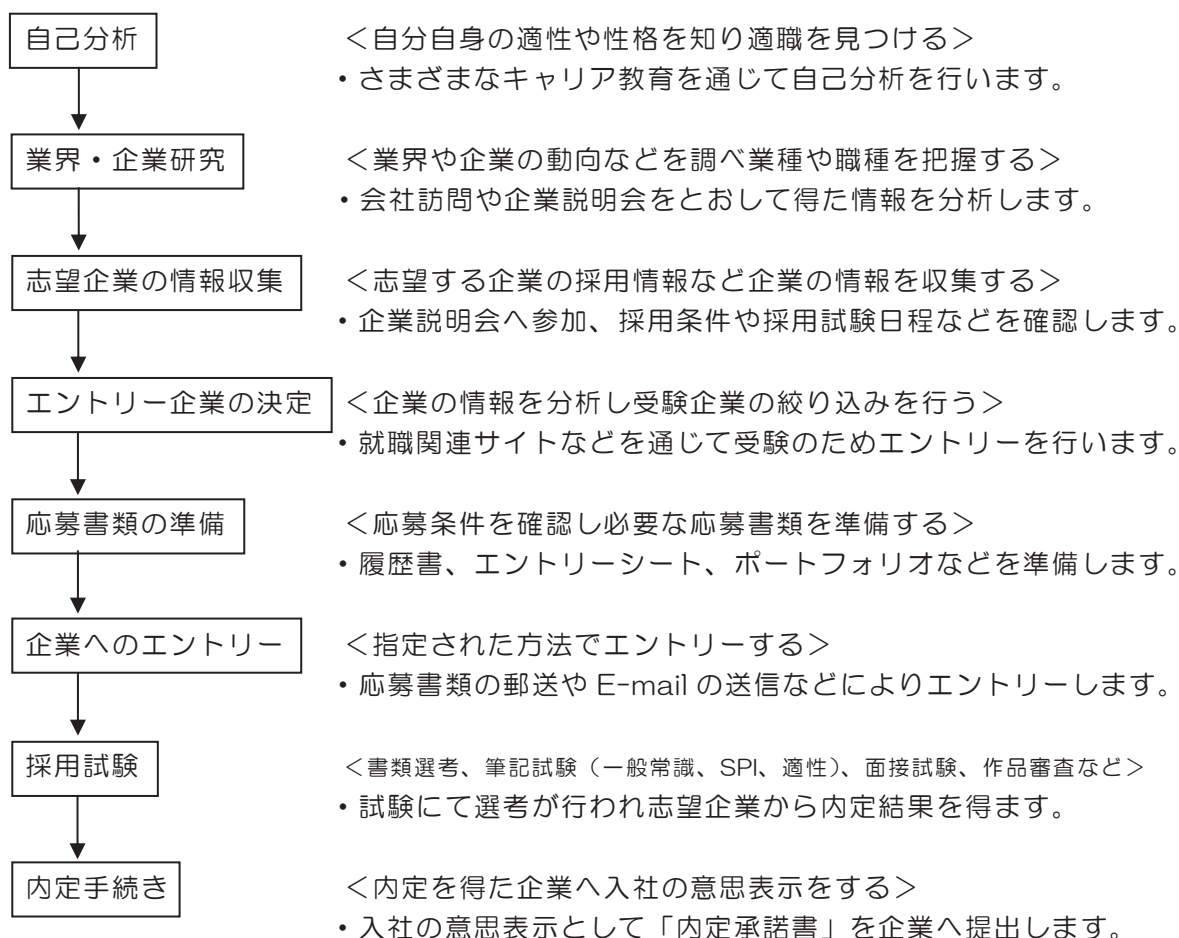 自己分析
＜自分自身の適性や性格を知り適職を見つける＞
・さまざまなキャリア教育を通じて自己分析を行います。
業界・企業研究
＜業界や企業の動向などを調べ業種や職種を把握する＞
・会社訪問や企業説明会をとおして得た情報を分析します。
志望企業の情報収集
＜志望する企業の採用情報など企業の情報を収集する＞
・企業説明会へ参加、採用条件や採用試験日程などを確認します。
エントリー企業の決定
＜企業の情報を分析し受験企業の絞り込みを行う＞
・就職関連サイトなどを通じて受験のためエントリーを行います。
応募書類の準備
＜応募条件を確認し必要な応募書類を準備する＞
・履歴書、エントリーシート、ポートフォリオなどを準備します。
企業へのエントリー
＜指定された方法でエントリーする＞
・応募書類の郵送や E-mail の送信などによりエントリーします。
採用試験
＜書類選考、筆記試験（一般常識、SPI、適性）、面接試験、作品審査など＞
・試験にて選考が行われ志望企業から内定結果を得ます。
内定手続き
＜内定を得た企業へ入社の意思表示をする＞
・入社の意思表示として「内定承諾書」を企業へ提出します。